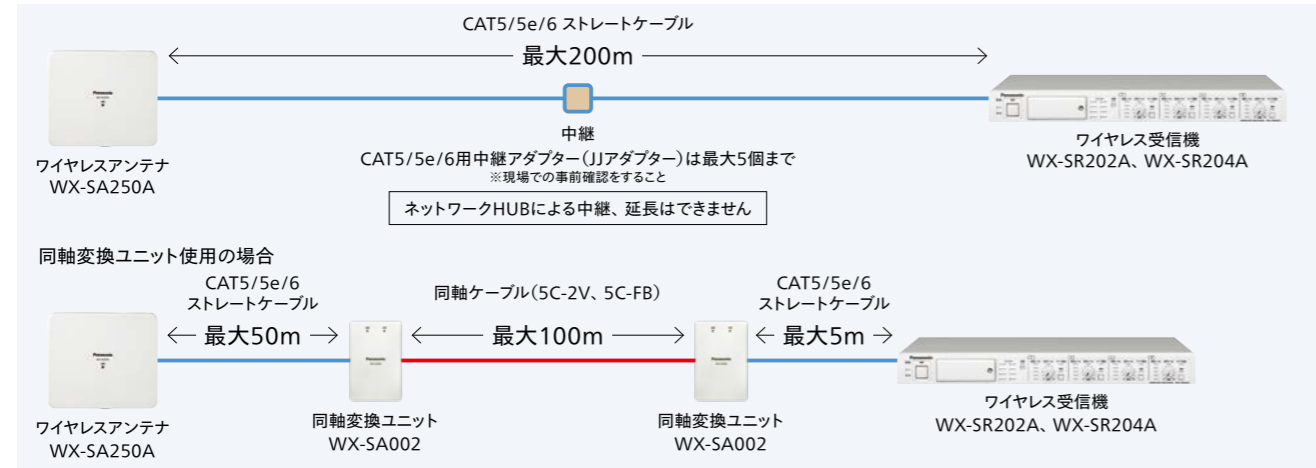 CAT5/5e/6 ストレートケーブル
最大200m
Panasonic
Panasonic
中継
ワイヤレスアンテナ
WX-SA250A
CAT5/5e/6用中継アダプター（JJアダプター）は最大5個まで
※現場での事前確認をすること
ワイヤレス受信機
WX-SR202A、WX-SR204A
ネットワークHUBによる中継、延長はできません
同軸変換ユニット使用の場合
CAT5/5e/6
ストレートケーブル
最大50m
同軸ケーブル（5C-2V、5C-FB）
最大100m
CAT5/5e/6
ストレートケーブル
最大5m
Panasonic
Panasonic
Panasonic
Panasonic
ワイヤレスアンテナ
WX-SA250A
同軸変換ユニット
WX-SA002
同軸変換ユニット
WX-SA002
ワイヤレス受信機
WX-SR202A、WX-SR204A